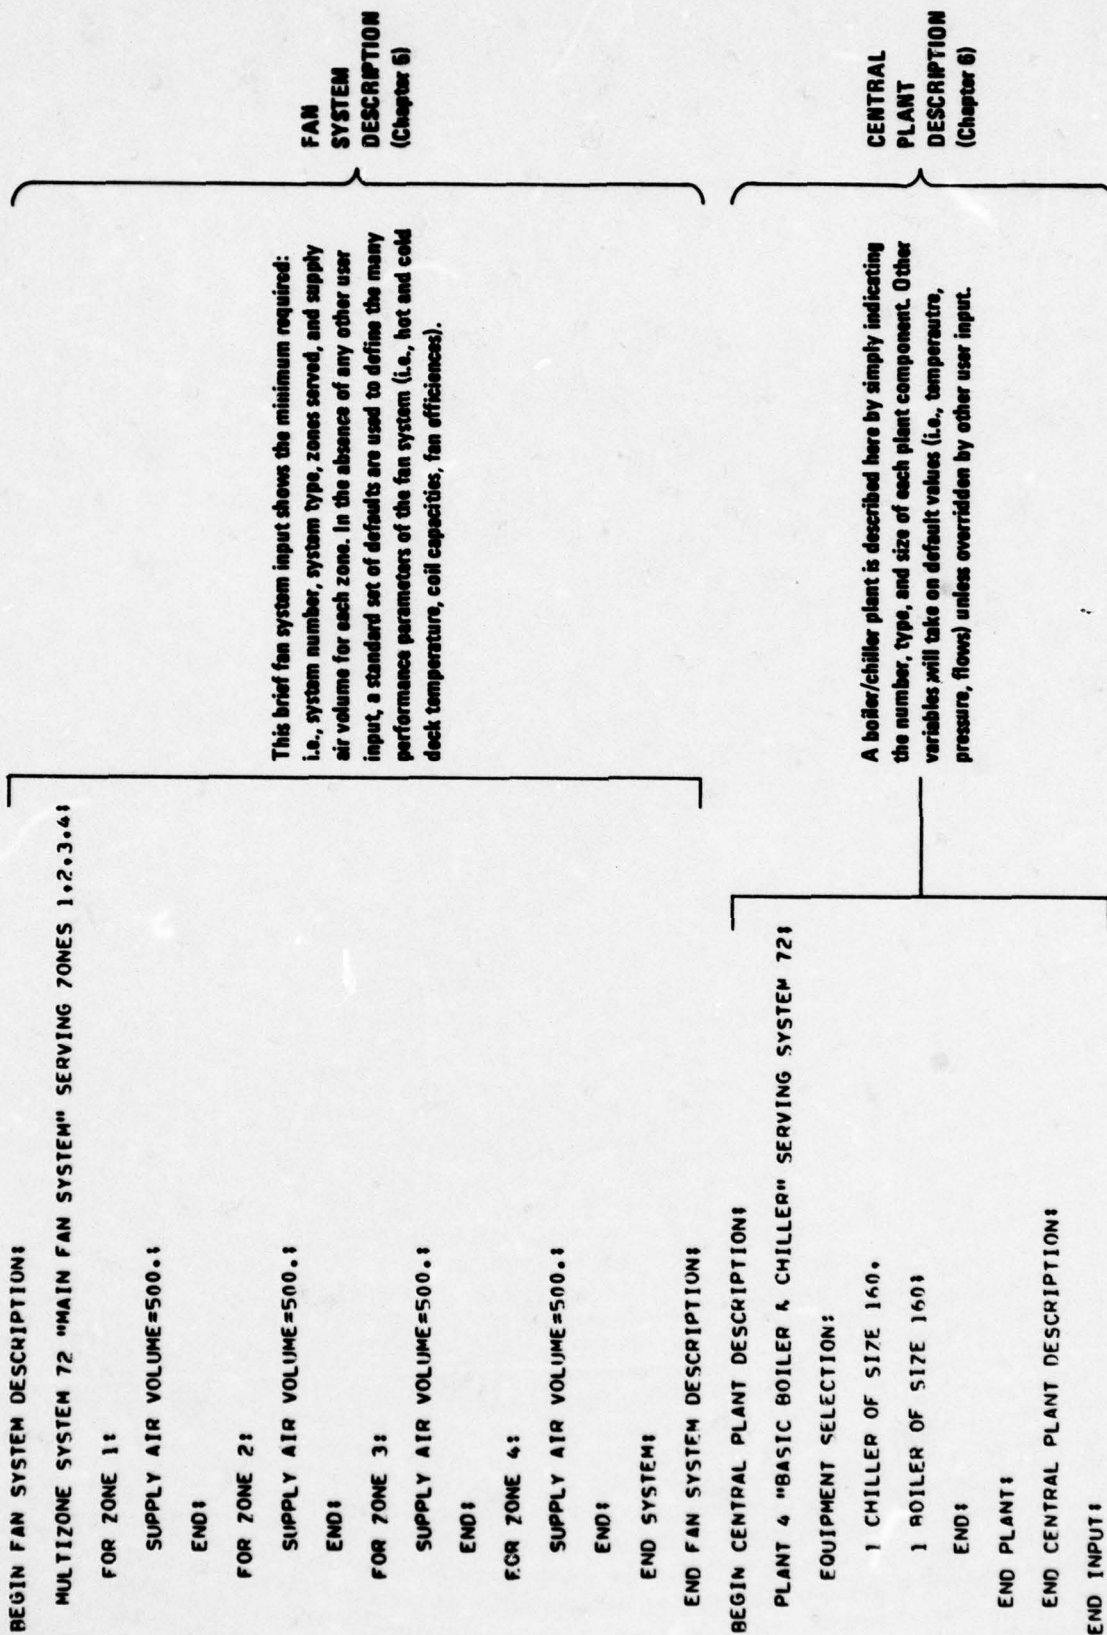 BEGIN FAN SYSTEM DESCRIPTION:
MULTIZONE SYSTEM 72 "MAIN FAN SYSTEM" SERVING ZONES 1,2,3,4:
FOR ZONE 1:
SUPPLY AIR VOLUME=500.:
END:
FOR ZONE 2:
SUPPLY AIR VOLUME=500.:
END:
FOR ZONE 3:
SUPPLY AIR VOLUME=500.:
END:
FOR ZONE 4:
SUPPLY AIR VOLUME=500.:
END:
END SYSTEM:
END FAN SYSTEM DESCRIPTION:
BEGIN CENTRAL PLANT DESCRIPTION:
PLANT 4 "BASIC BOILER & CHILLER" SERVING SYSTEM 72:
EQUIPMENT SELECTION:
1 CHILLER OF SIZE 160,
1 BOILER OF SIZE 160:
END:
END PLANT:
END CENTRAL PLANT DESCRIPTION:
END INPUT:
This brief fan system input shows the minimum required:
i.e., system number, system type, zones served, and supply
air volume for each zone. In the absence of any other user
input, a standard set of defaults are used to define the many
performance parameters of the fan system (i.e., hot and cold
deck temperature, coil capacities, fan efficiences).
FAN
SYSTEM
DESCRIPTION
(Chapter 6)
A boiler/chiller plant is described here by simply indicating
the number, type, and size of each plant component. Other
variables will take on default values (i.e., temperautre,
pressure, flows) unless overridden by other user input.
CENTRAL
PLANT
DESCRIPTION
(Chapter 6)